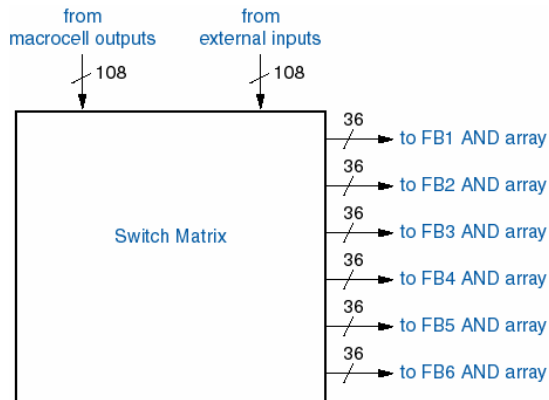 from
macrocell outputs
from
external inputs
108
108
36
to FB1 AND array
36
to FB2 AND array
36
to FB3 AND array
Switch Matrix
36
to FB4 AND array
36
to FB5 AND array
36
to FB6 AND array